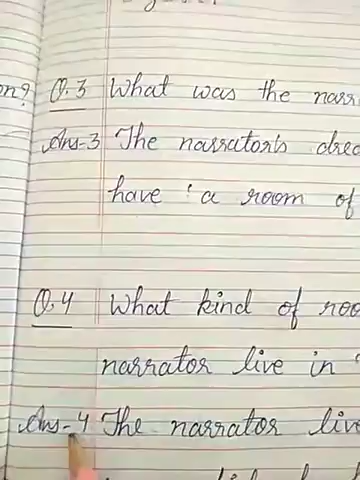 on? Q.3 What was the narr
Ans-3 The narrator's drea
have a room of
Q.4 What kind of roo
narrator live in
Ans-4 The narrator liv